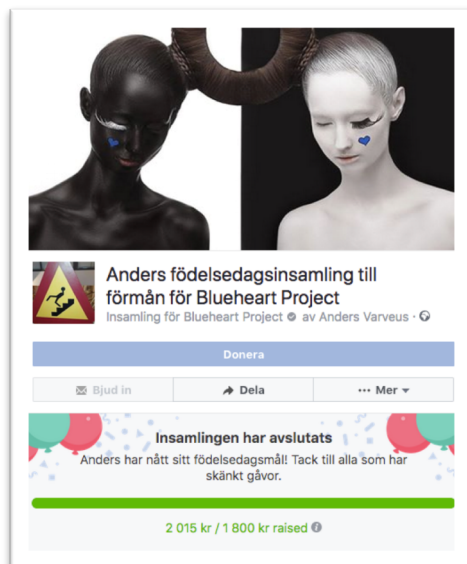 Anders födelsedagsinsamling till
förmån för Blueheart Project
Insamling för Blueheart Project av Anders Varveus ·
Donera
Bjud in
Dela
••• Mer
Insamlingen har avslutats
Anders har nått sitt födelsedagsmål! Tack till alla som har
skänkt gåvor.
2 015 kr / 1 800 kr raised